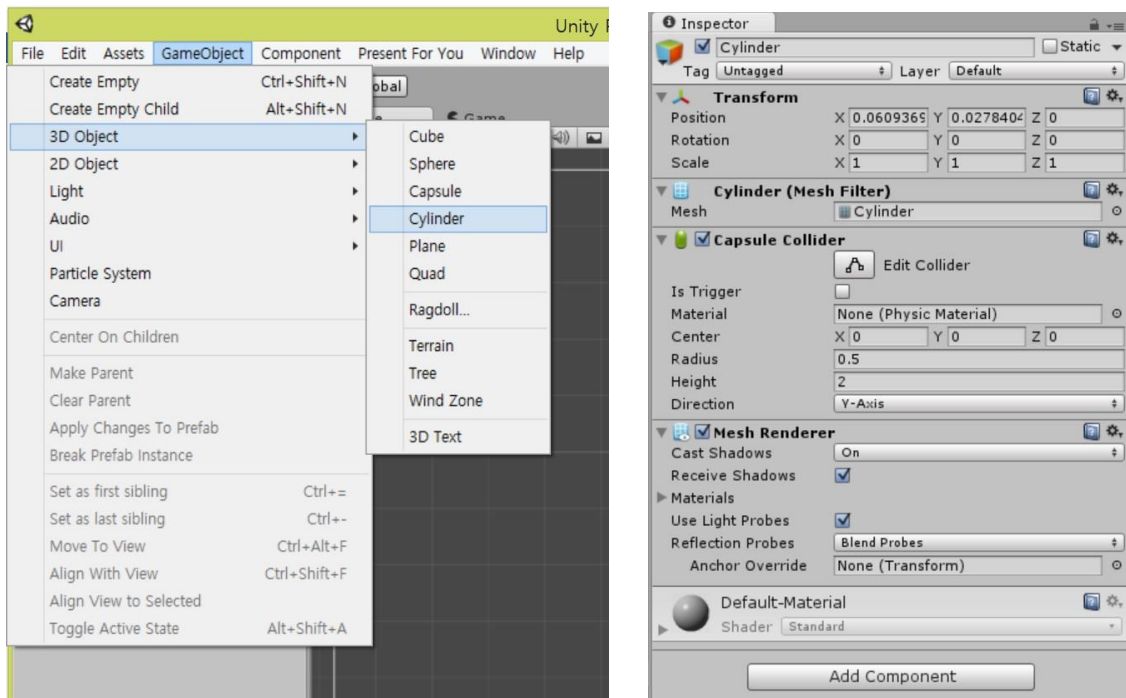 Unity P
File Edit Assets GameObject Component Present For You Window Help
Create Empty Ctrl+Shift+N
Create Empty Child Alt+Shift+N
3D Object
2D Object
Light
Audio
UI
Particle System
Camera
Center On Children
Make Parent
Clear Parent
Apply Changes To Prefab
Break Prefab Instance
Set as first sibling Ctrl+=
Set as last sibling Ctrl+-
Move To View Ctrl+Alt+F
Align With View Ctrl+Shift+F
Align View to Selected
Toggle Active State Alt+Shift+A
obal
Game
Cube
Sphere
Capsule
Cylinder
Plane
Quad
Ragdoll...
Terrain
Tree
Wind Zone
3D Text
Inspector
Cylinder Static
Tag Untagged Layer Default
Transform
Position X 0.0609369 Y 0.0278404 Z 0
Rotation X 0 Y 0 Z 0
Scale X 1 Y 1 Z 1
Cylinder (Mesh Filter)
Mesh Cylinder
Capsule Collider
Edit Collider
Is Trigger
Material None (Physic Material)
Center X 0 Y 0 Z 0
Radius 0.5
Height 2
Direction Y-Axis
Mesh Renderer
Cast Shadows On
Receive Shadows
Materials
Use Light Probes
Reflection Probes Blend Probes
Anchor Override None (Transform)
Default-Material
Shader Standard
Add Component